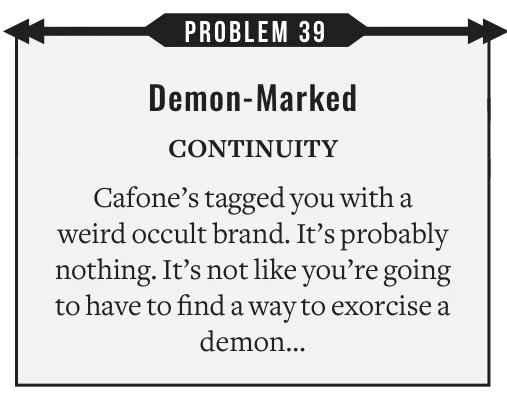 PROBLEM 39
Demon-Marked
CONTINUITY
Cafone’s tagged you with a
weird occult brand. It’s probably
nothing. It’s not like you’re going
to have to find a way to exorcise a
demon...